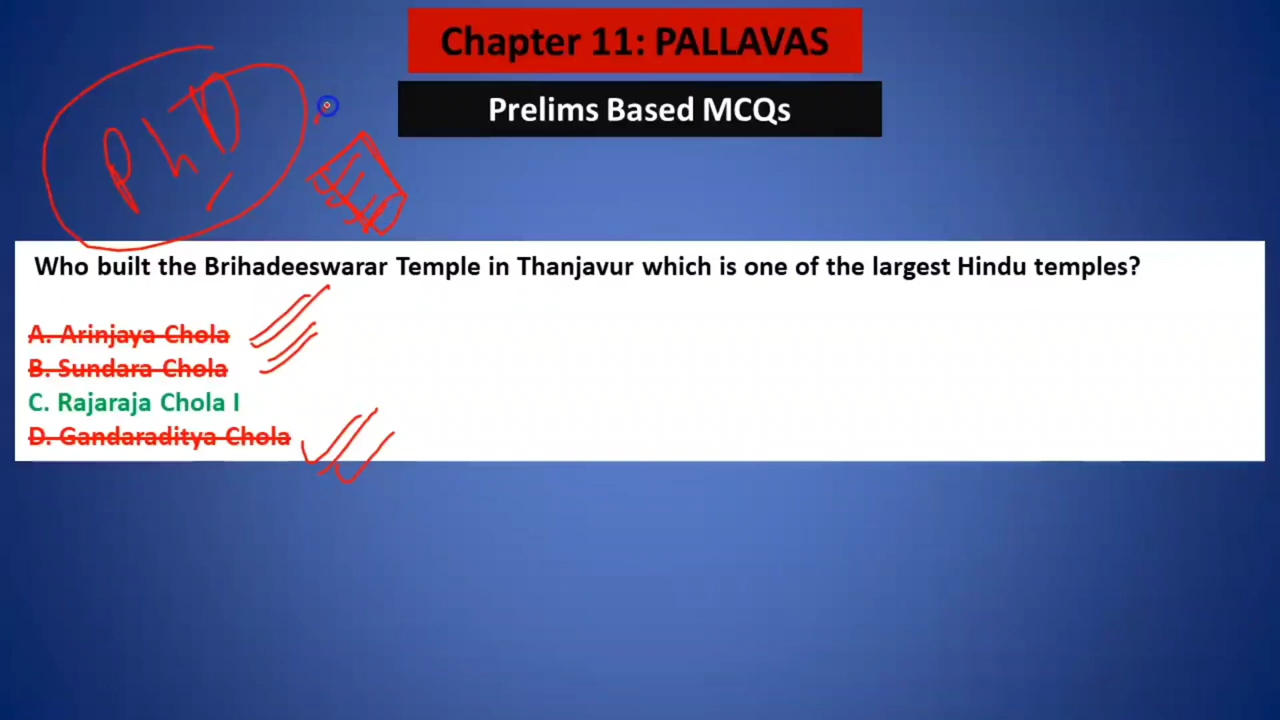 Chapter 11: PALLAVAS
Prelims Based MCQs
PhD
Who built the Brihadeeswarar Temple in Thanjavur which is one of the largest Hindu temples?
A. Arinjaya Chola
B. Sundara Chola
C. Rajaraja Chola I
D. Gandaraditya Chola